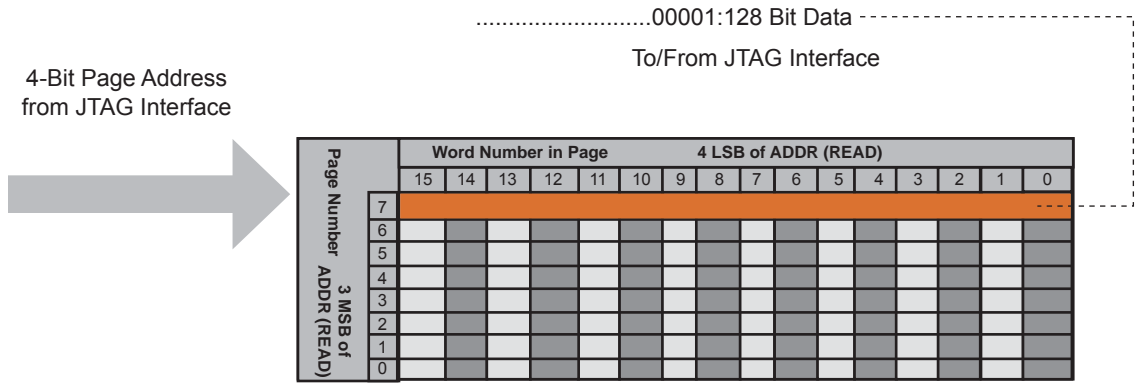 ...........................00001:128 Bit Data
To/From JTAG Interface
4-Bit Page Address
from JTAG Interface
Page Number
3 MSB of
ADDR (READ)
Word Number in Page 4 LSB of ADDR (READ)
15 14 13 12 11 10 9 8 7 6 5 4 3 2 1 0
7
6
5
4
3
2
1
0